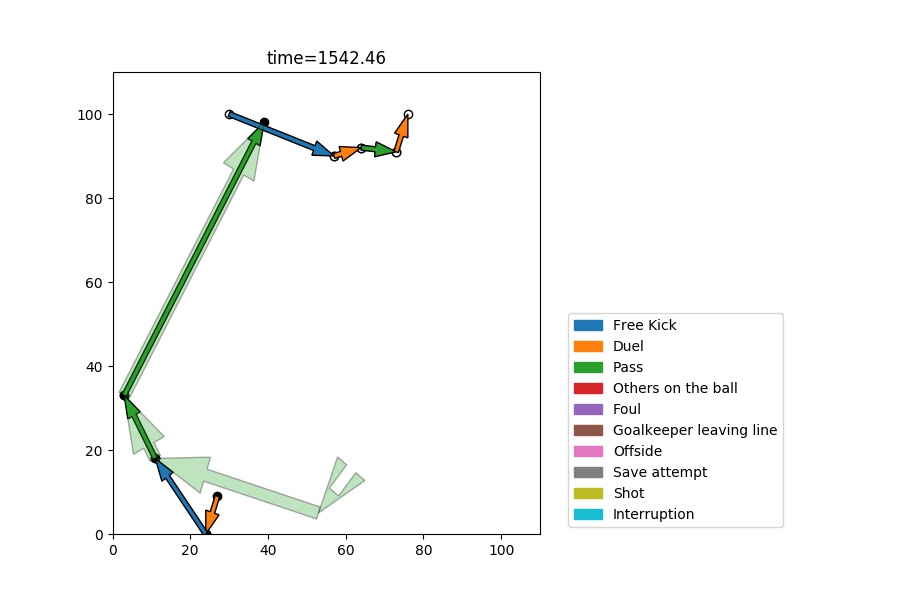 time=1542.46
100
80
60
40
20
0
0 20 40 60 80 100
Free Kick
Duel
Pass
Others on the ball
Foul
Goalkeeper leaving line
Offside
Save attempt
Shot
Interruption